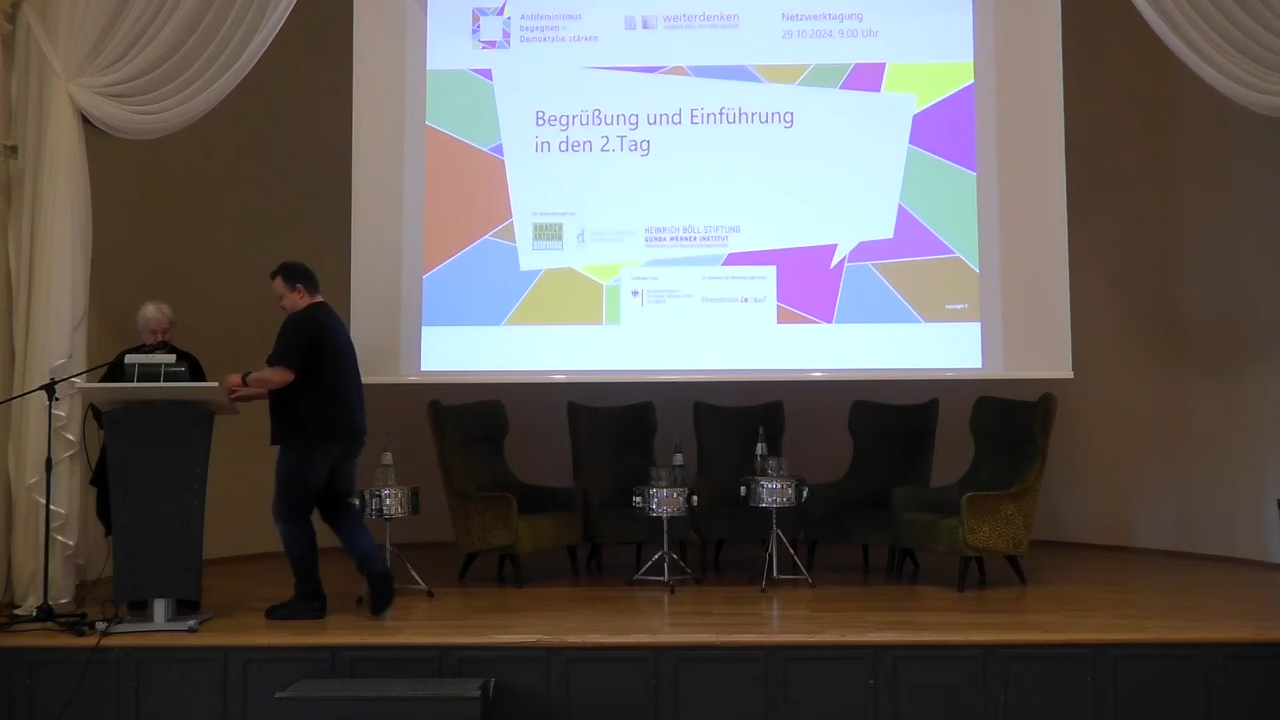 Antifeminismus
begegnen –
Demokratie stärken
weiterdenken
Netzwerktagung
29.10.2024, 9.00 Uhr
Begrüßung und Einführung
in den 2.Tag
AMADEU
ANTONIO
STIFTUNG
HEINRICH BÖLL STIFTUNG
GUNDA WERNER INSTITUT
Demokratie leben!
copyright ©